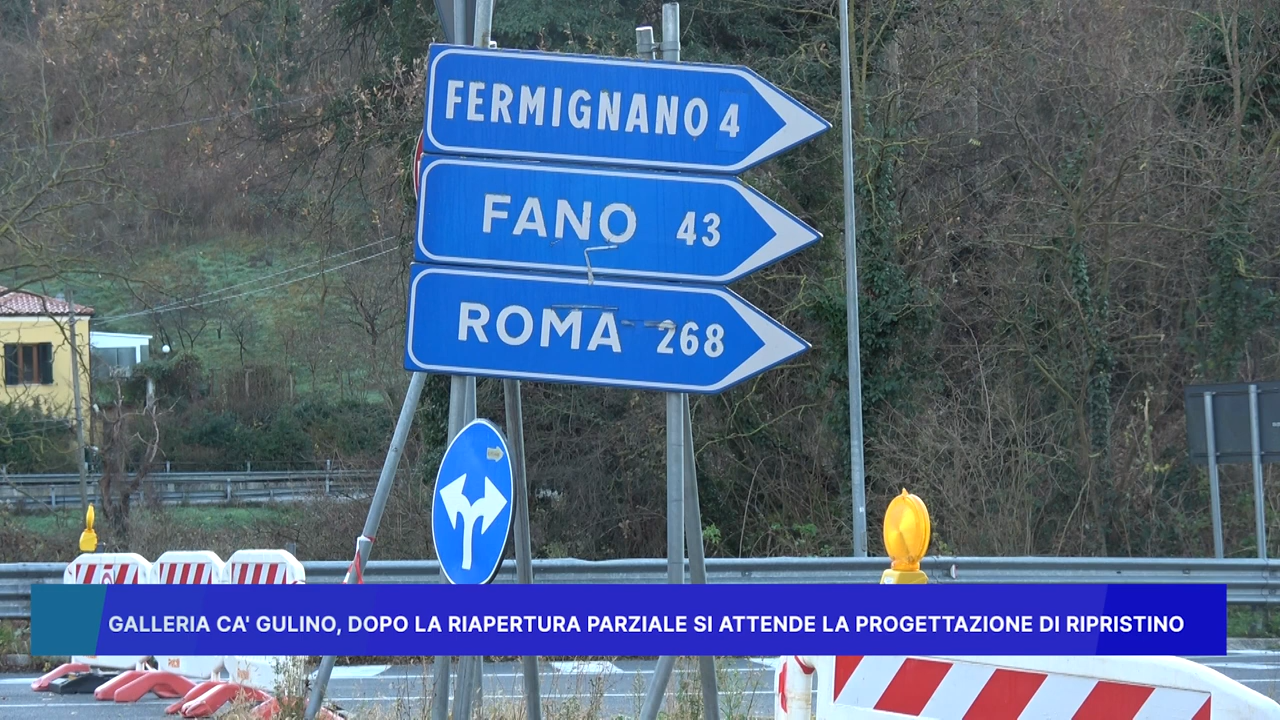 FERMIGNANO 4
FANO 43
ROMA 268
GALLERIA CA' GULINO, DOPO LA RIAPERTURA PARZIALE SI ATTENDE LA PROGETTAZIONE DI RIPRISTINO